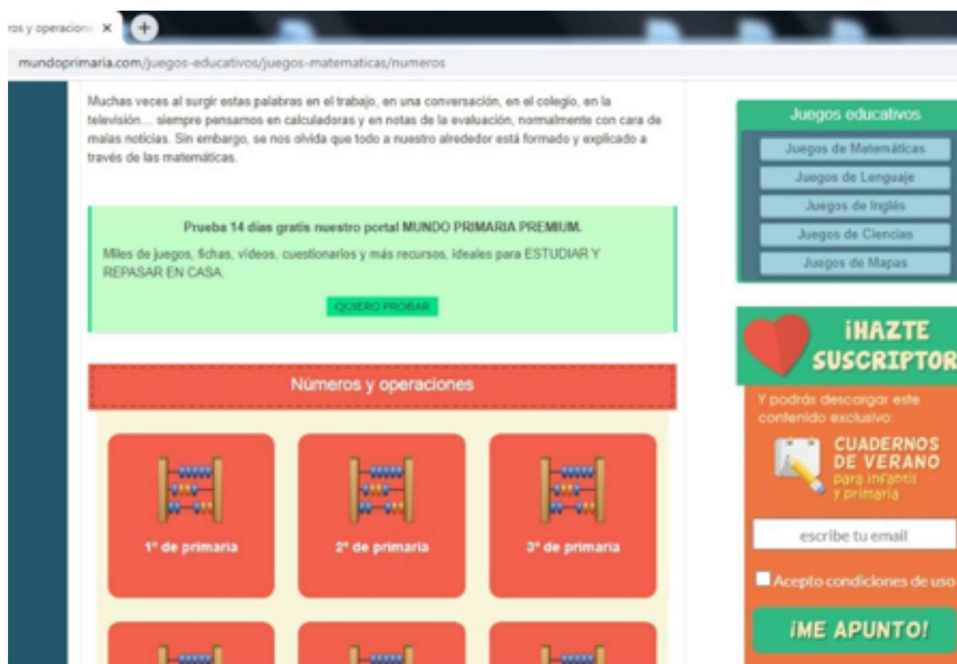 ros y operacion
mundoprimaria.com/juegos-educativos/juegos-matematicas/numeros
Muchas veces al surgir estas palabras en el trabajo, en una conversación, en el colegio, en la
televisión... siempre pensamos en calculadoras y en notas de la evaluación, normalmente con cara de
malas noticias. Sin embargo, se nos olvida que todo a nuestro alrededor está formado y explicado a
través de las matemáticas.
Prueba 14 días gratis nuestro portal MUNDO PRIMARIA PREMIUM.
Miles de juegos, fichas, vídeos, cuestionarios y más recursos, ideales para ESTUDIAR Y
REPASAR EN CASA.
QUIERO PROBAR
Números y operaciones
1º de primaria
2º de primaria
3º de primaria
Juegos educativos
Juegos de Matemáticas
Juegos de Lenguaje
Juegos de Inglés
Juegos de Ciencias
Juegos de Mapas
¡HAZTE
SUSCRIPTOR
Y podrás descargar este
contenido exclusivo:
CUADERNOS
DE VERANO
para infantil
y primaria
escribe tu email
Acepto condiciones de uso
¡ME APUNTO!